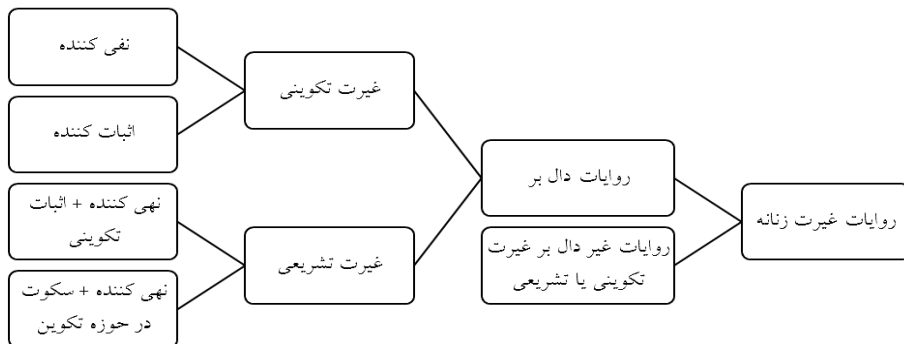 روایات غیرت زنانه
روایات دال بر
غیرت تکوینی
نفی کننده
اثبات کننده
غیرت تشریعی
نهی کننده + اثبات
تکوینی
نهی کننده + سکوت
در حوزه تکوین
روایات غیر دال بر غیرت
تکوینی یا تشریعی